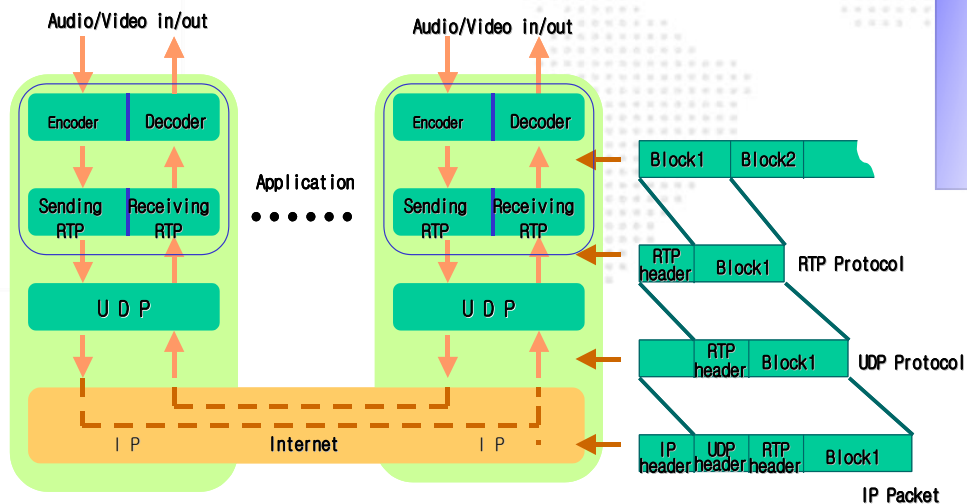 Audio/Video in/out
Audio/Video in/out
Encoder
Decoder
Encoder
Decoder
Block1
Block2
Application
Sending
RTP
Receiving
RTP
Sending
RTP
Receiving
RTP
RTP
header
Block1
RTP Protocol
U D P
U D P
RTP
header
Block1
UDP Protocol
I P
Internet
I P
IP
header
UDP
header
RTP
header
Block1
IP Packet